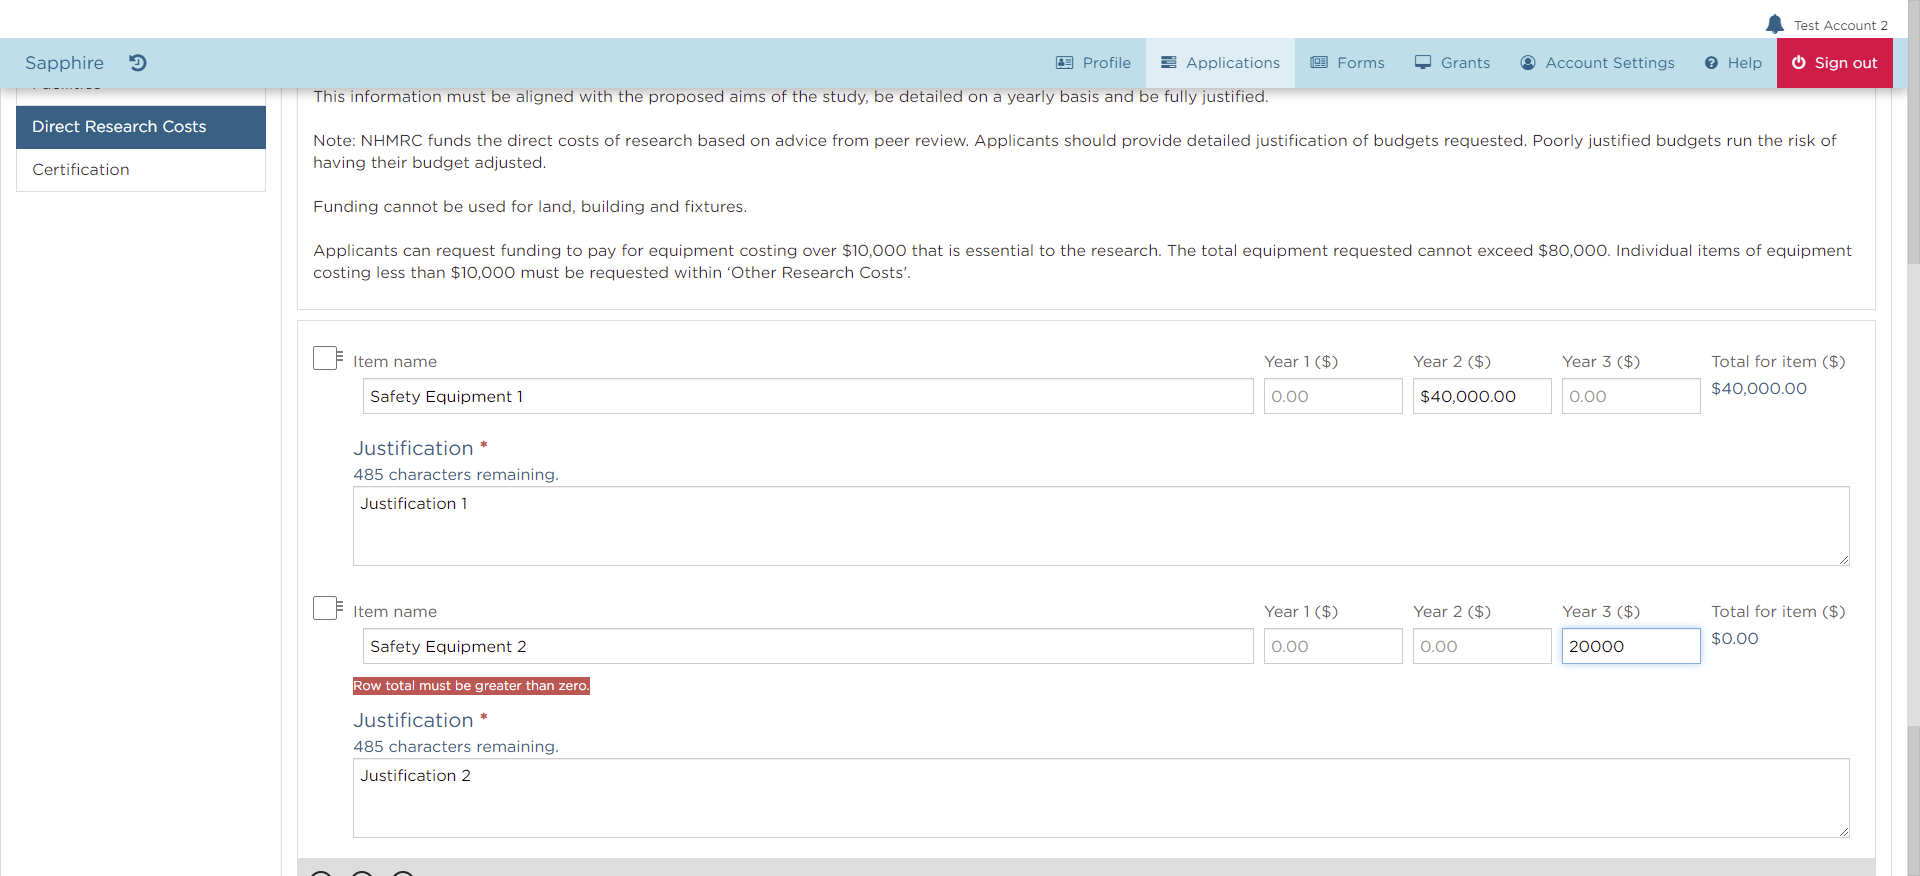 Test Account 2
Sapphire
Profile
Applications
Forms
Grants
Account Settings
Help
Sign out
Facilities
Direct Research Costs
Certification
This information must be aligned with the proposed aims of the study, be detailed on a yearly basis and be fully justified.
Note: NHMRC funds the direct costs of research based on advice from peer review. Applicants should provide detailed justification of budgets requested. Poorly justified budgets run the risk of
having their budget adjusted.
Funding cannot be used for land, building and fixtures.
Applicants can request funding to pay for equipment costing over $10,000 that is essential to the research. The total equipment requested cannot exceed $80,000. Individual items of equipment
costing less than $10,000 must be requested within ‘Other Research Costs’.
Item name Year 1 ($) Year 2 ($) Year 3 ($) Total for item ($)
Safety Equipment 1 0.00 $40,000.00 0.00 $40,000.00
Justification *
485 characters remaining.
Justification 1
Item name Year 1 ($) Year 2 ($) Year 3 ($) Total for item ($)
Safety Equipment 2 0.00 0.00 20000 $0.00
Row total must be greater than zero.
Justification *
485 characters remaining.
Justification 2